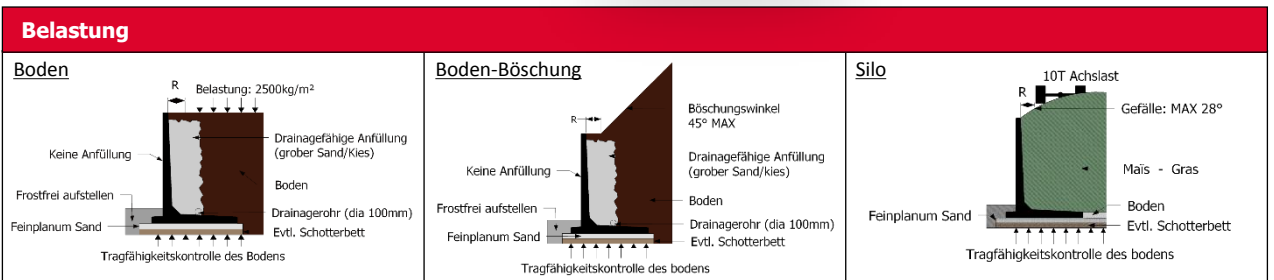 Belastung
Boden
R
Belastung: 2500kg/m²
Drainagefähige Anfüllung
(grober Sand/Kies)
Keine Anfüllung
Boden
Frostfrei aufstellen
Drainagerohr (dia 100mm)
Feinplanum Sand
Evtl. Schotterbett
Tragfähigkeitskontrolle des Bodens
Boden-Böschung
R
Böschungswinkel
45° MAX
Drainagefähige Anfüllung
(grober Sand/kies)
Keine Anfüllung
Boden
Frostfrei aufstellen
Drainagerohr (dia 100mm)
Feinplanum Sand
Evtl. Schotterbett
Tragfähigkeitskontrolle des bodens
Silo
10T Achslast
R
Gefälle: MAX 28°
Maïs - Gras
Boden
Feinplanum Sand
Evtl. Schotterbett
Tragfähigkeitskontrolle des bodens